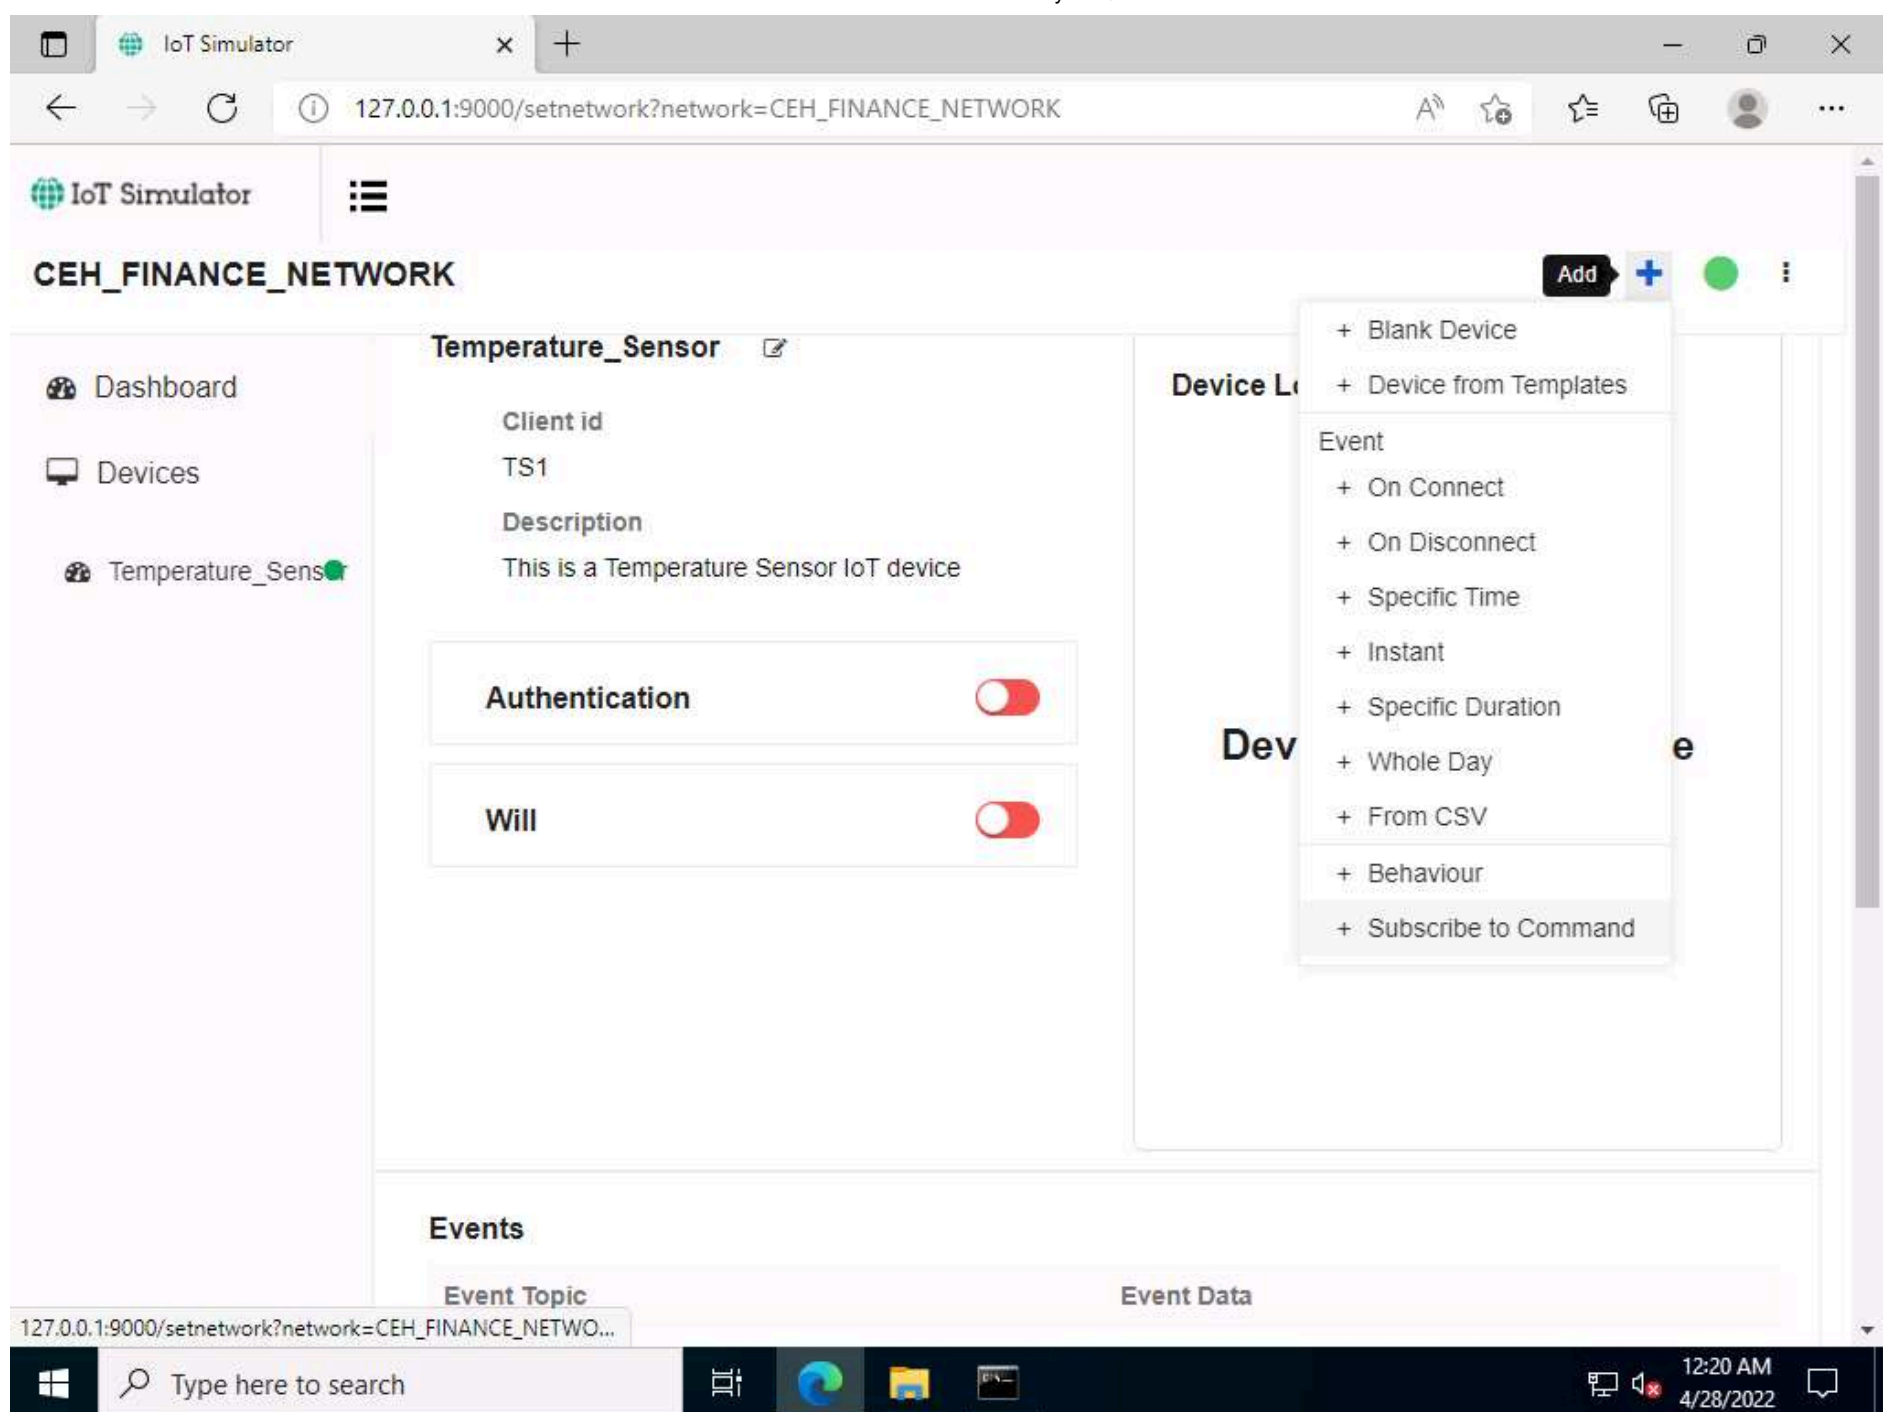 IoT Simulator
127.0.0.1:9000/setnetwork?network=CEH_FINANCE_NETWORK
IoT Simulator
CEH_FINANCE_NETWORK
Add
Dashboard
Devices
Temperature_Sensor
Temperature_Sensor
Client id
TS1
Description
This is a Temperature Sensor IoT device
Authentication
Will
Device Lo
Dev
e
+ Blank Device
+ Device from Templates
Event
+ On Connect
+ On Disconnect
+ Specific Time
+ Instant
+ Specific Duration
+ Whole Day
+ From CSV
+ Behaviour
+ Subscribe to Command
Events
Event Topic Event Data
127.0.0.1:9000/setnetwork?network=CEH_FINANCE_NETWO...
Type here to search
12:20 AM
4/28/2022